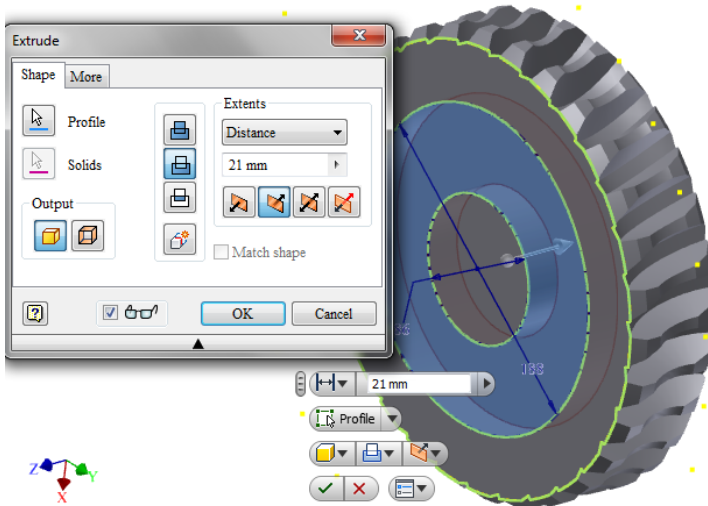 Extrude
Shape
More
Profile
Solids
Output
Extents
Distance
21 mm
Match shape
OK
Cancel
21 mm
Profile
Z
Y
X